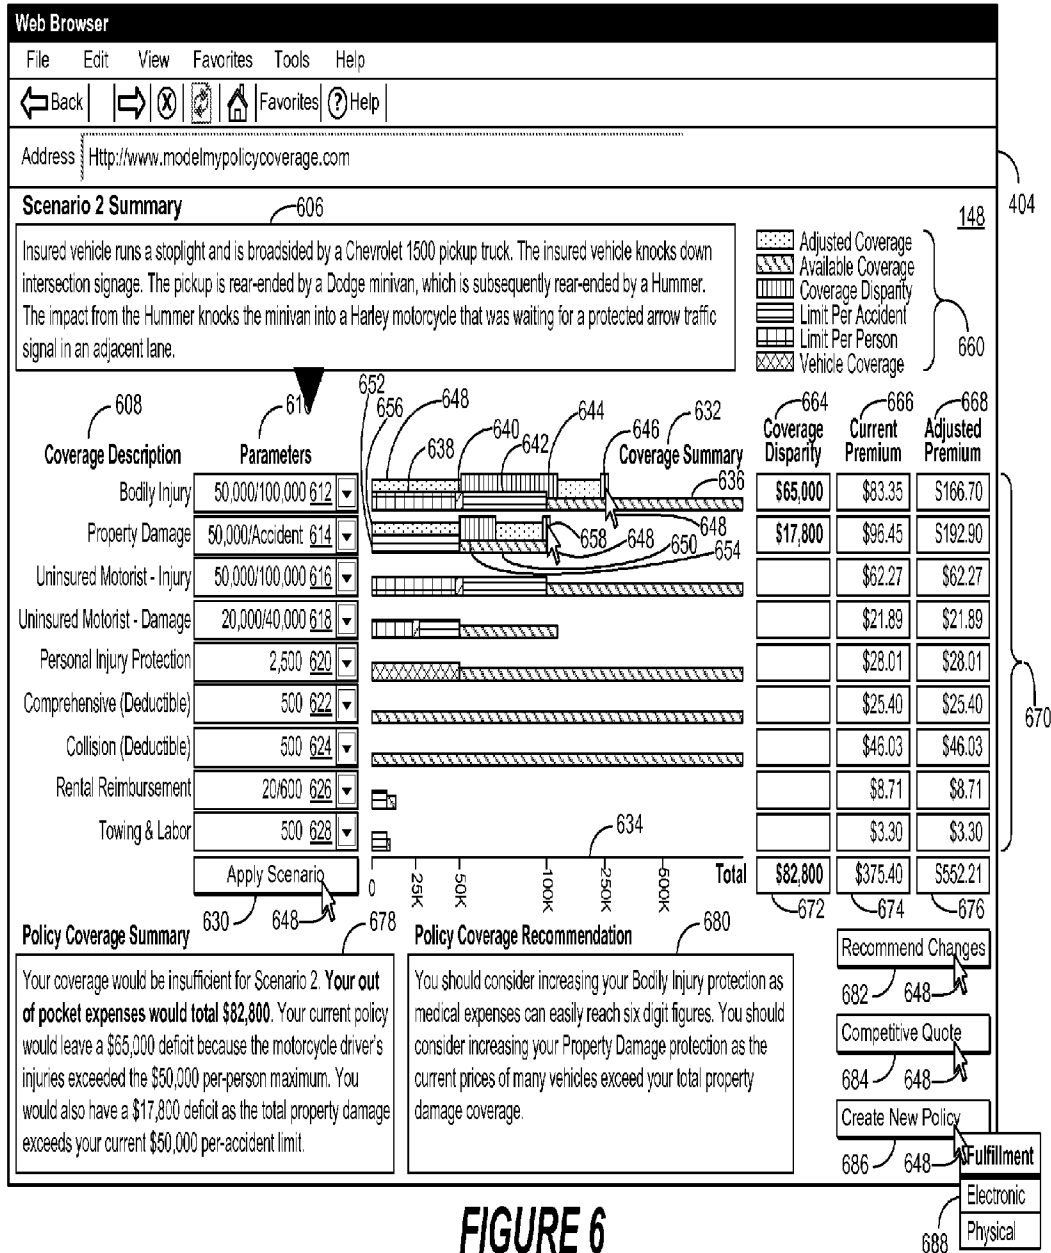 Web Browser
File Edit View Favorites Tools Help
Back Favorites ? Help
Address Http://www.modelmypolicycoverage.com
404
Scenario 2 Summary 606
148
Insured vehicle runs a stoplight and is broadsided by a Chevrolet 1500 pickup truck. The insured vehicle knocks down
intersection signage. The pickup is rear-ended by a Dodge minivan, which is subsequently rear-ended by a Hummer.
The impact from the Hummer knocks the minivan into a Harley motorcycle that was waiting for a protected arrow traffic
signal in an adjacent lane.
Adjusted Coverage
Available Coverage
Coverage Disparity
Limit Per Accident
Limit Per Person
Vehicle Coverage
660
652
656 648 640 642 644 632
638 646
608
664 666 668
Coverage Description Parameters Coverage Summary Coverage Disparity Current Premium Adjusted Premium
Bodily Injury 50,000/100,000 612 636 $65,000 $83.35 $166.70
Property Damage 50,000/Accident 614 658 648 650 648 654 $17,800 $96.45 $192.90
Uninsured Motorist - Injury 50,000/100,000 616 $62.27 $62.27
Uninsured Motorist - Damage 20,000/40,000 618 $21.89 $21.89
Personal Injury Protection 2,500 620 $28.01 $28.01
Comprehensive (Deductible) 500 622 $25.40 $25.40
670
Collision (Deductible) 500 624 $46.03 $46.03
Rental Reimbursement 20/600 626 $8.71 $8.71
Towing & Labor 500 628 634 $3.30 $3.30
Apply Scenario 0 25K 50K 100K 250K 500K Total $82,800 $375.40 $552.21
630 648 678 680 672 674 676
Policy Coverage Summary
Your coverage would be insufficient for Scenario 2. Your out
of pocket expenses would total $82,800. Your current policy
would leave a $65,000 deficit because the motorcycle driver's
injuries exceeded the $50,000 per-person maximum. You
would also have a $17,800 deficit as the total property damage
exceeds your current $50,000 per-accident limit.
Policy Coverage Recommendation
You should consider increasing your Bodily Injury protection as
medical expenses can easily reach six digit figures. You should
consider increasing your Property Damage protection as the
current prices of many vehicles exceed your total property
damage coverage.
Recommend Changes
682 648
Competitive Quote
684 648
Create New Policy
686 648
Fulfillment
Electronic
Physical
688
FIGURE 6